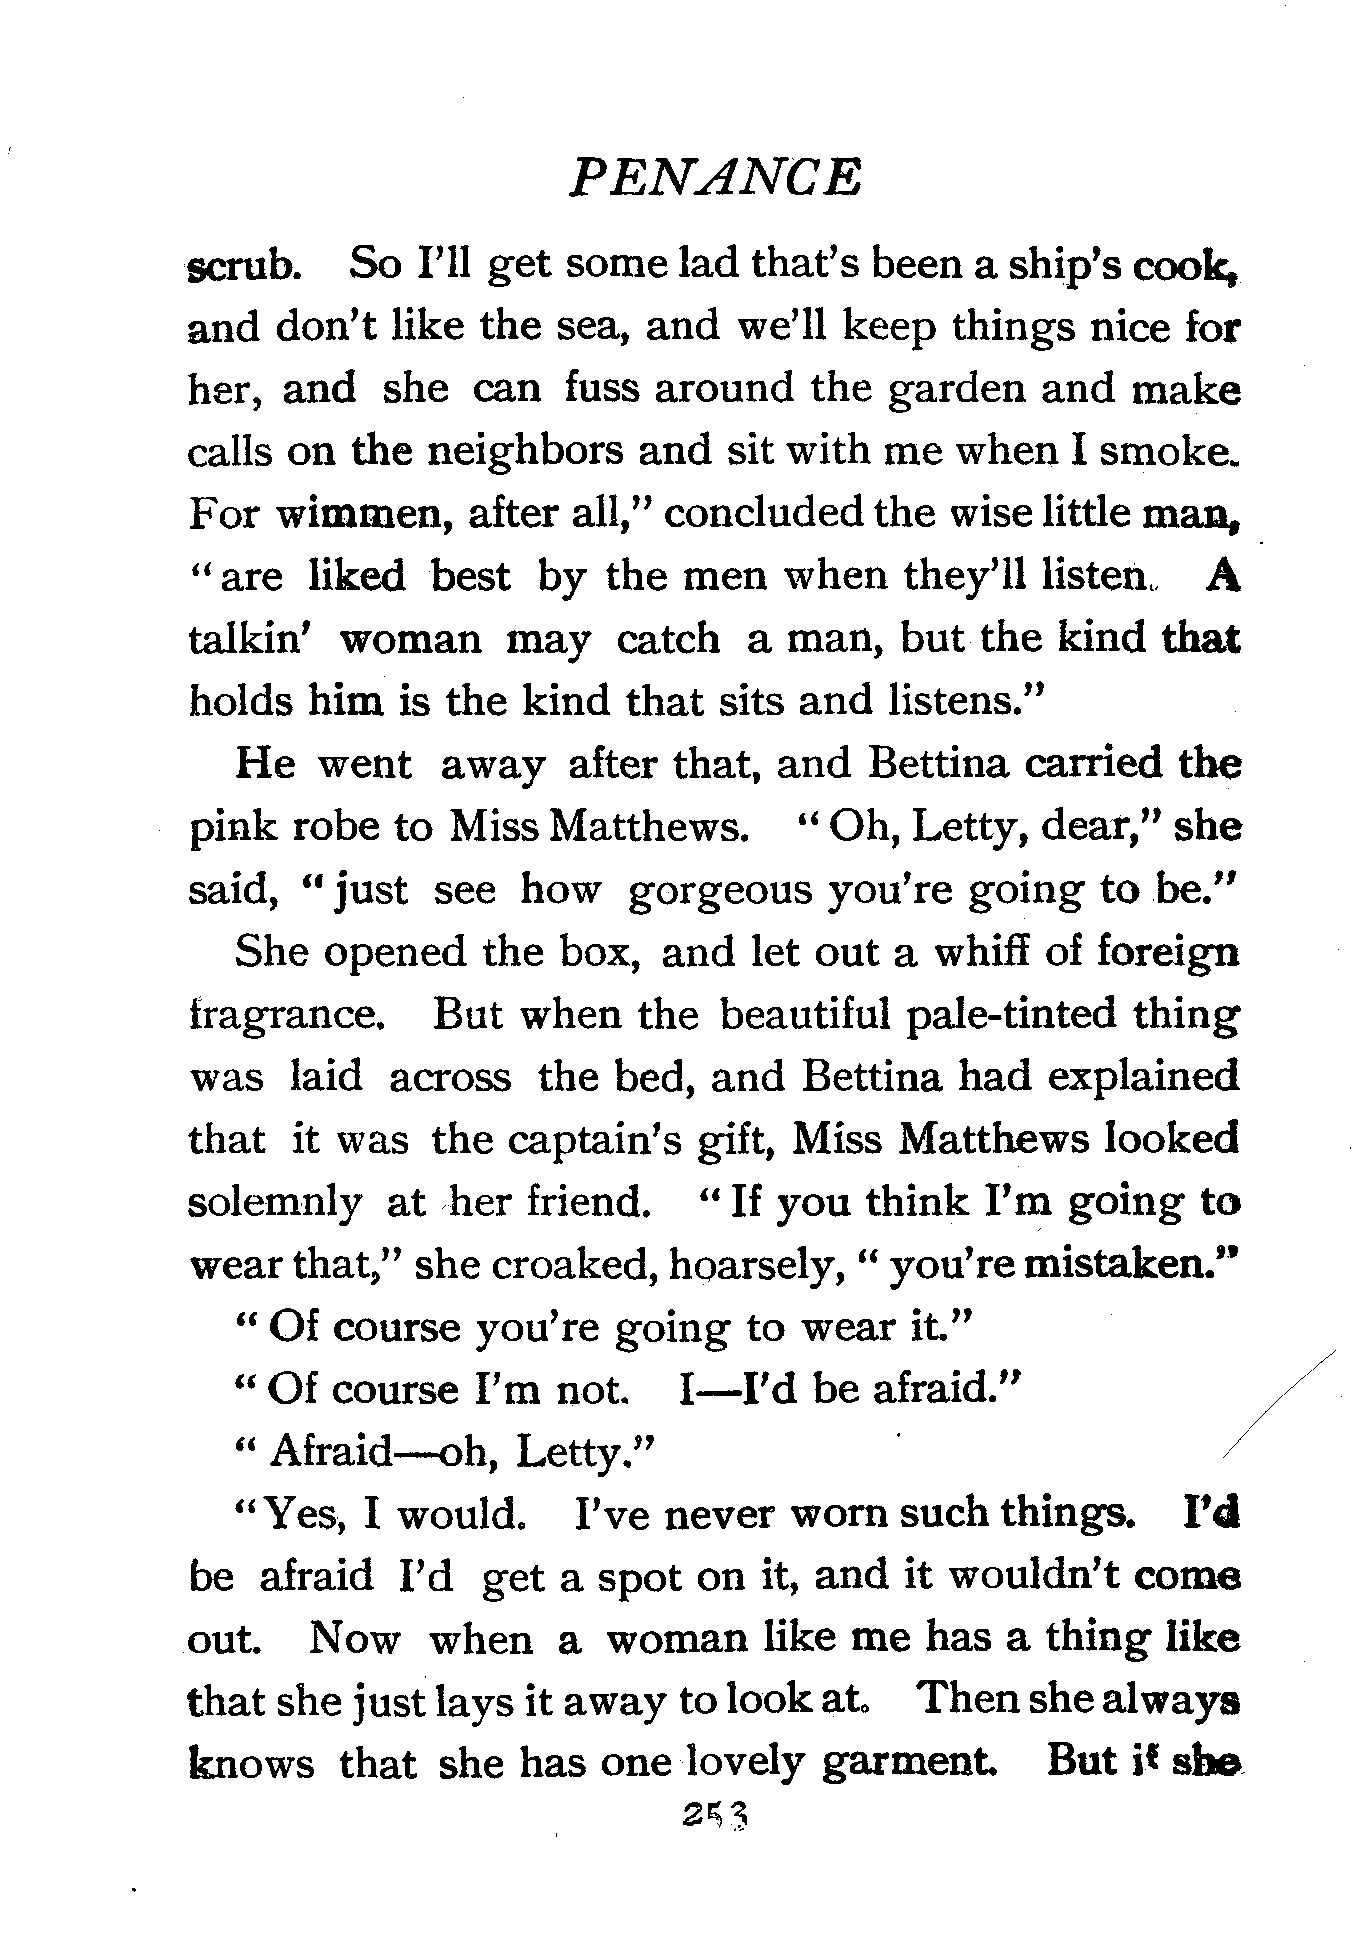 PENANCE
scrub. So I'll get some lad that's been a ship's cook,
and don't like the sea, and we'll keep things nice for
her, and she can fuss around the garden and make
calls on the neighbors and sit with me when I smoke.
For wimmen, after all," concluded the wise little man,
"are liked best by the men when they'll listen. A
talkin' woman may catch a man, but the kind that
holds him is the kind that sits and listens."
He went away after that, and Bettina carried the
pink robe to Miss Matthews. "Oh, Letty, dear," she
said, "just see how gorgeous you're going to be."
She opened the box, and let out a whiff of foreign
fragrance. But when the beautiful pale-tinted thing
was laid across the bed, and Bettina had explained
that it was the captain's gift, Miss Matthews looked
solemnly at her friend. "If you think I'm going to
wear that," she croaked, hoarsely, "you're mistaken."
"Of course you're going to wear it."
"Of course I'm not. I—I'd be afraid."
"Afraid—oh, Letty."
"Yes, I would. I've never worn such things. I'd
be afraid I'd get a spot on it, and it wouldn't come
out. Now when a woman like me has a thing like
that she just lays it away to look at. Then she always
knows that she has one lovely garment. But if she
253